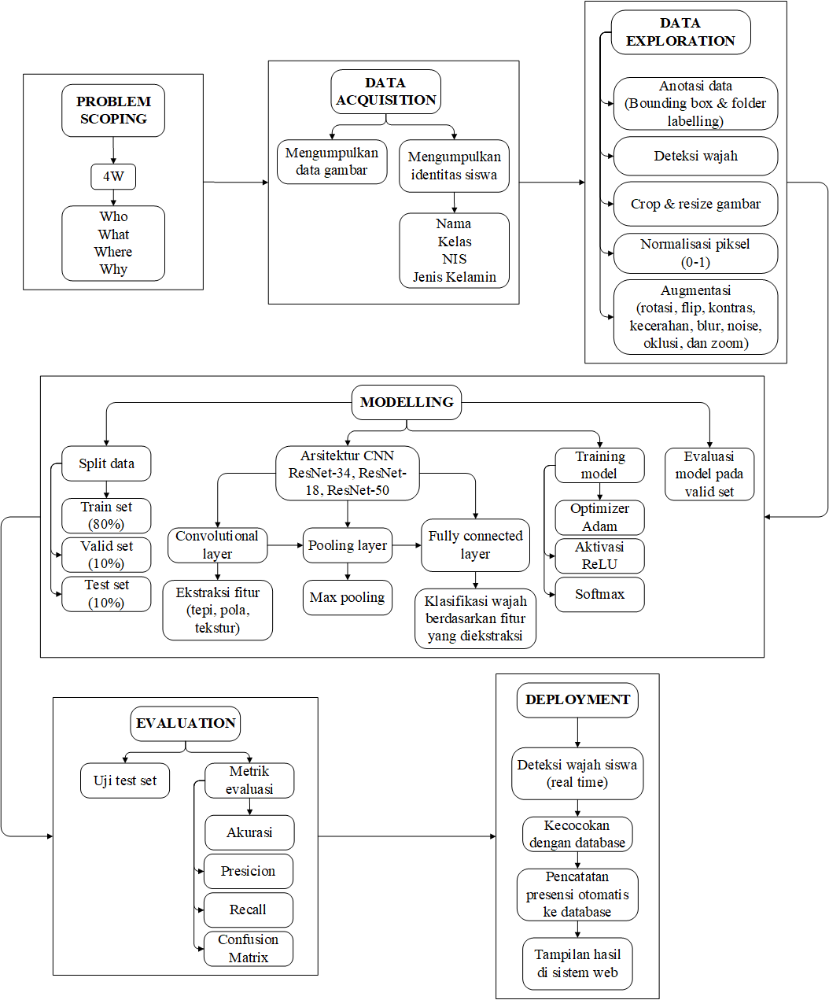 PROBLEM
SCOPING
4W
Who
What
Where
Why
DATA
ACQUISITION
Mengumpulkan
data gambar
Mengumpulkan
identitas siswa
Nama
Kelas
NIS
Jenis Kelamin
DATA
EXPLORATION
Anotasi data
(Bounding box & folder
labelling)
Deteksi wajah
Crop & resize gambar
Normalisasi piksel
(0-1)
Augmentasi
(rotasi, flip, kontras,
kecerahan, blur, noise,
oklusi, dan zoom)
MODELLING
Split data
Train set
(80%)
Valid set
(10%)
Test set
(10%)
Arsitektur CNN
ResNet-34, ResNet-
18, ResNet-50
Convolutional
layer
Ekstraksi fitur
(tepi, pola,
tekstur)
Pooling layer
Max pooling
Fully connected
layer
Klasifikasi wajah
berdasarkan fitur
yang diekstraksi
Training
model
Optimizer
Adam
Aktivasi
ReLU
Softmax
Evaluasi
model pada
valid set
EVALUATION
Uji test set
Metrik
evaluasi
Akurasi
Presicion
Recall
Confusion
Matrix
DEPLOYMENT
Deteksi wajah siswa
(real time)
Kecocokan
dengan database
Pencatatan
presensi otomatis
ke database
Tampilan hasil
di sistem web